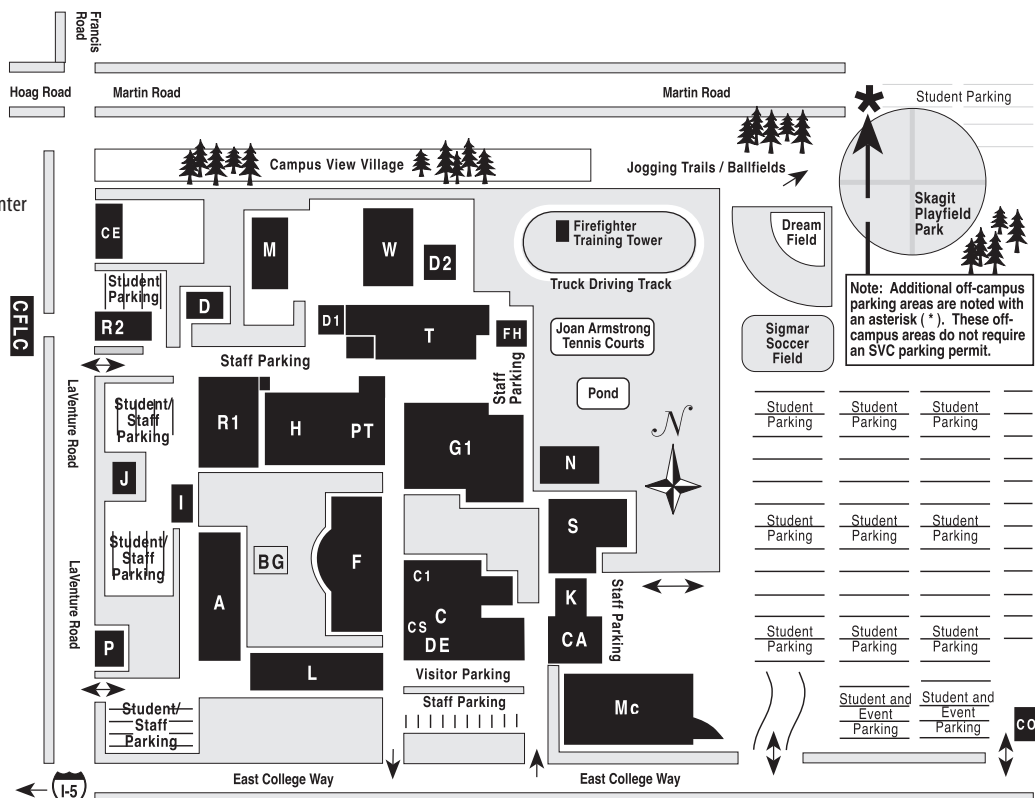 Francis
Road
Hoag Road
Martin Road
Martin Road
Student Parking
Campus View Village
Jogging Trails / Ballfields
nter
Skagit
Playfield
Park
CE
M
W
D2
Firefighter
Training Tower
Dream
Field
Truck Driving Track
Student
Parking
D
Note: Additional off-campus
parking areas are noted with
an asterisk ( * ). These off-
campus areas do not require
an SVC parking permit.
CFLC
R2
D1
T
FH
Joan Armstrong
Tennis Courts
Sigmar
Soccer
Field
Staff Parking
Staff
Parking
Pond
LaVenture Road
Student/
Staff
Parking
R1
H
PT
G1
N
N
Student
Parking
Student
Parking
Student
Parking
J
I
S
Student/
Staff
Parking
BG
F
Student
Parking
Student
Parking
Student
Parking
LaVenture Road
A
C1
C
CS
DE
K
CA
Staff Parking
P
L
Visitor Parking
Staff Parking
Student
Parking
Student
Parking
Student
Parking
Student/
Staff
Parking
Mc
Student and
Event
Parking
Student and
Event
Parking
CO
East College Way
East College Way
I-5